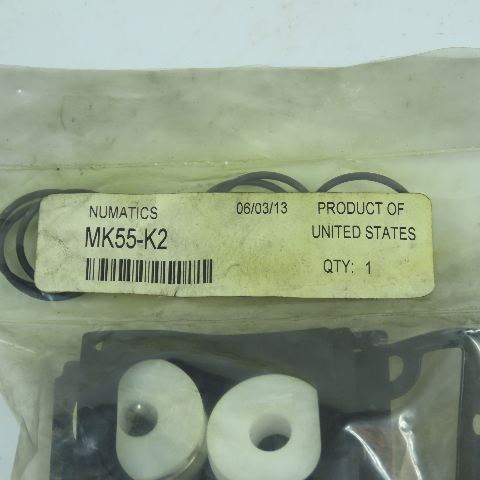 NUMATICS 06/03/13 PRODUCT OF
MK55-K2 UNITED STATES
QTY: 1